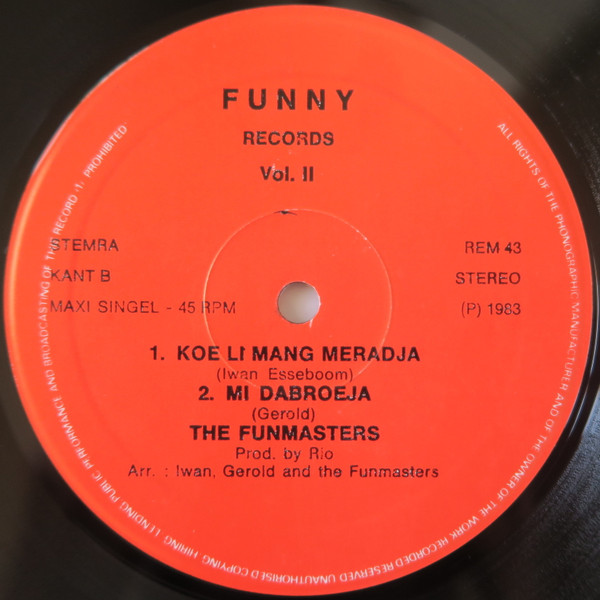 FUNNY
RECORDS
Vol. II
STEMRA
KANT B
MAXI SINGEL - 45 RPM
REM 43
STEREO
(P) 1983
1. KOE LI MANG MERADJA
(Iwan Esseboom)
2. MI DABROEJA
(Gerold)
THE FUNMASTERS
Prod. by Rio
Arr. : Iwan, Gerold and the Funmasters
ALL RIGHTS OF THE PHONOGRAPHIC MANUFACTURER AND OF THE OWNER OF THE WORK RECORDED RESERVED UNAUTHORISED COPYING HIRING LENDING PUBLIC PERFORMANCE AND BROADCASTING OF THIS RECORD :1· PROHIBITED